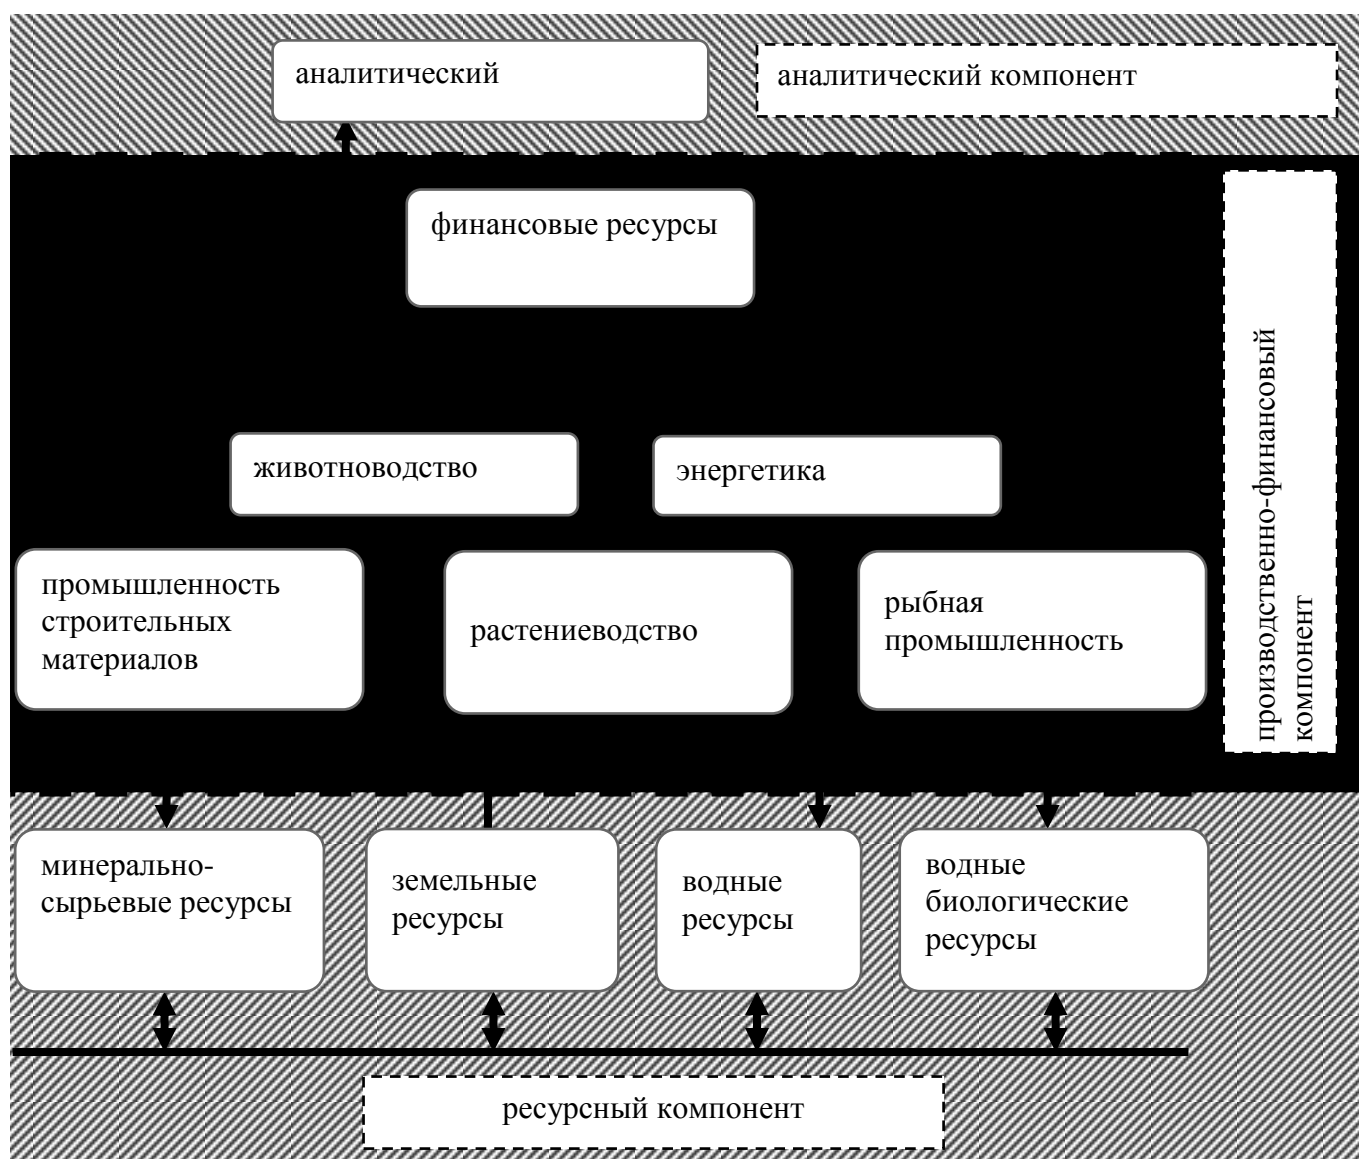 аналитический
аналитический компонент
финансовые ресурсы
производственно-финансовый
компонент
животноводство
энергетика
промышленность
строительных
материалов
растениеводство
рыбная
промышленность
минерально-
сырьевые ресурсы
земельные
ресурсы
водные
ресурсы
водные
биологические
ресурсы
ресурсный компонент